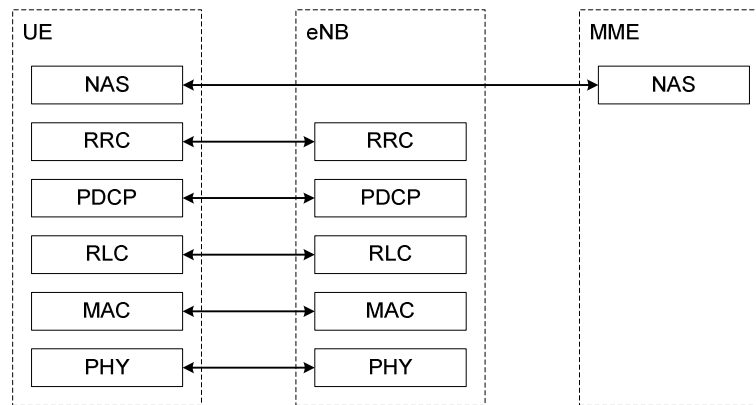 UE
eNB
MME
NAS
NAS
RRC
RRC
PDCP
PDCP
RLC
RLC
MAC
MAC
PHY
PHY